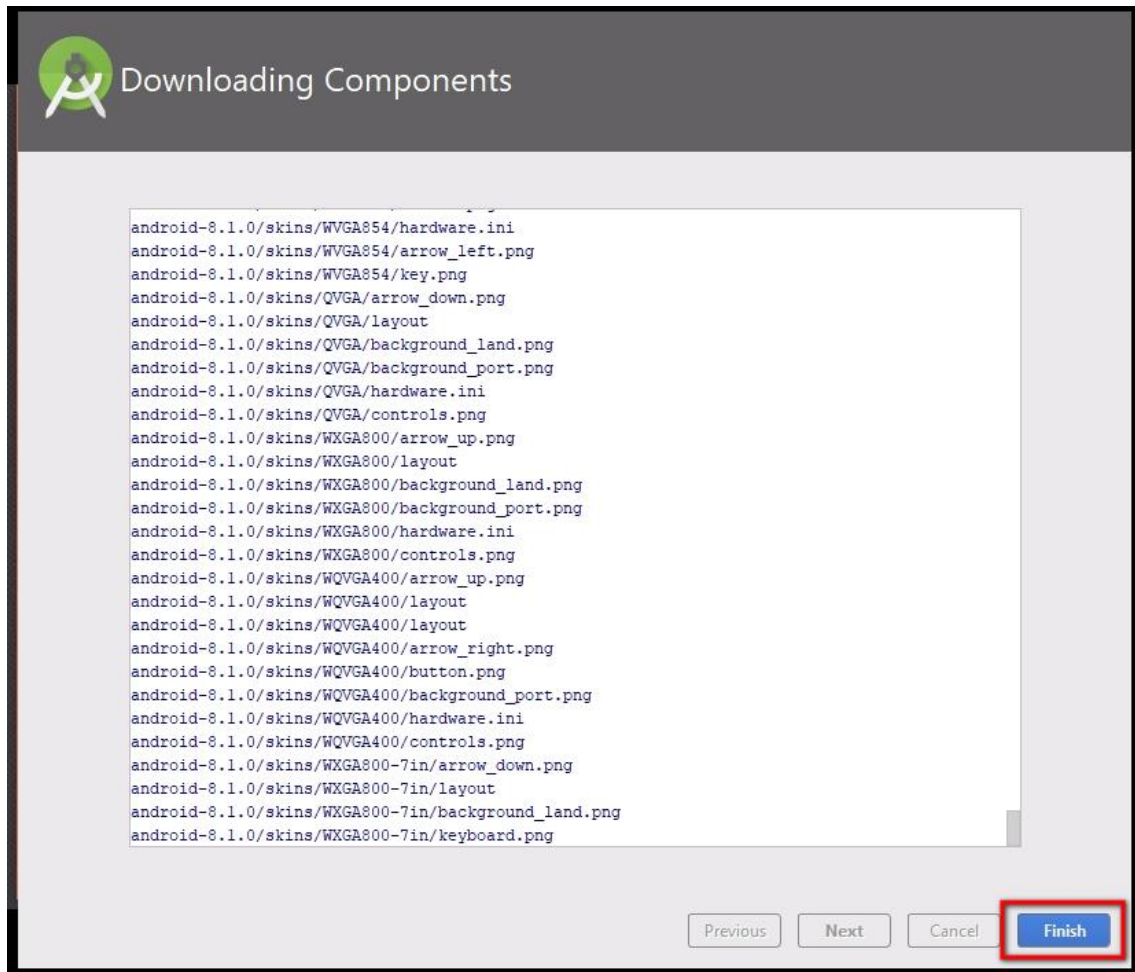 Downloading Components
android-8.1.0/skins/WVGA854/hardware.ini
android-8.1.0/skins/WVGA854/arrow_left.png
android-8.1.0/skins/WVGA854/key.png
android-8.1.0/skins/QVGA/arrow_down.png
android-8.1.0/skins/QVGA/layout
android-8.1.0/skins/QVGA/background_land.png
android-8.1.0/skins/QVGA/background_port.png
android-8.1.0/skins/QVGA/hardware.ini
android-8.1.0/skins/QVGA/controls.png
android-8.1.0/skins/WXGA800/arrow_up.png
android-8.1.0/skins/WXGA800/layout
android-8.1.0/skins/WXGA800/background_land.png
android-8.1.0/skins/WXGA800/background_port.png
android-8.1.0/skins/WXGA800/hardware.ini
android-8.1.0/skins/WXGA800/controls.png
android-8.1.0/skins/WQVGA400/arrow_up.png
android-8.1.0/skins/WQVGA400/layout
android-8.1.0/skins/WQVGA400/layout
android-8.1.0/skins/WQVGA400/arrow_right.png
android-8.1.0/skins/WQVGA400/button.png
android-8.1.0/skins/WQVGA400/background_port.png
android-8.1.0/skins/WQVGA400/hardware.ini
android-8.1.0/skins/WQVGA400/controls.png
android-8.1.0/skins/WXGA800-7in/arrow_down.png
android-8.1.0/skins/WXGA800-7in/layout
android-8.1.0/skins/WXGA800-7in/background_land.png
android-8.1.0/skins/WXGA800-7in/keyboard.png
Previous Next Cancel Finish